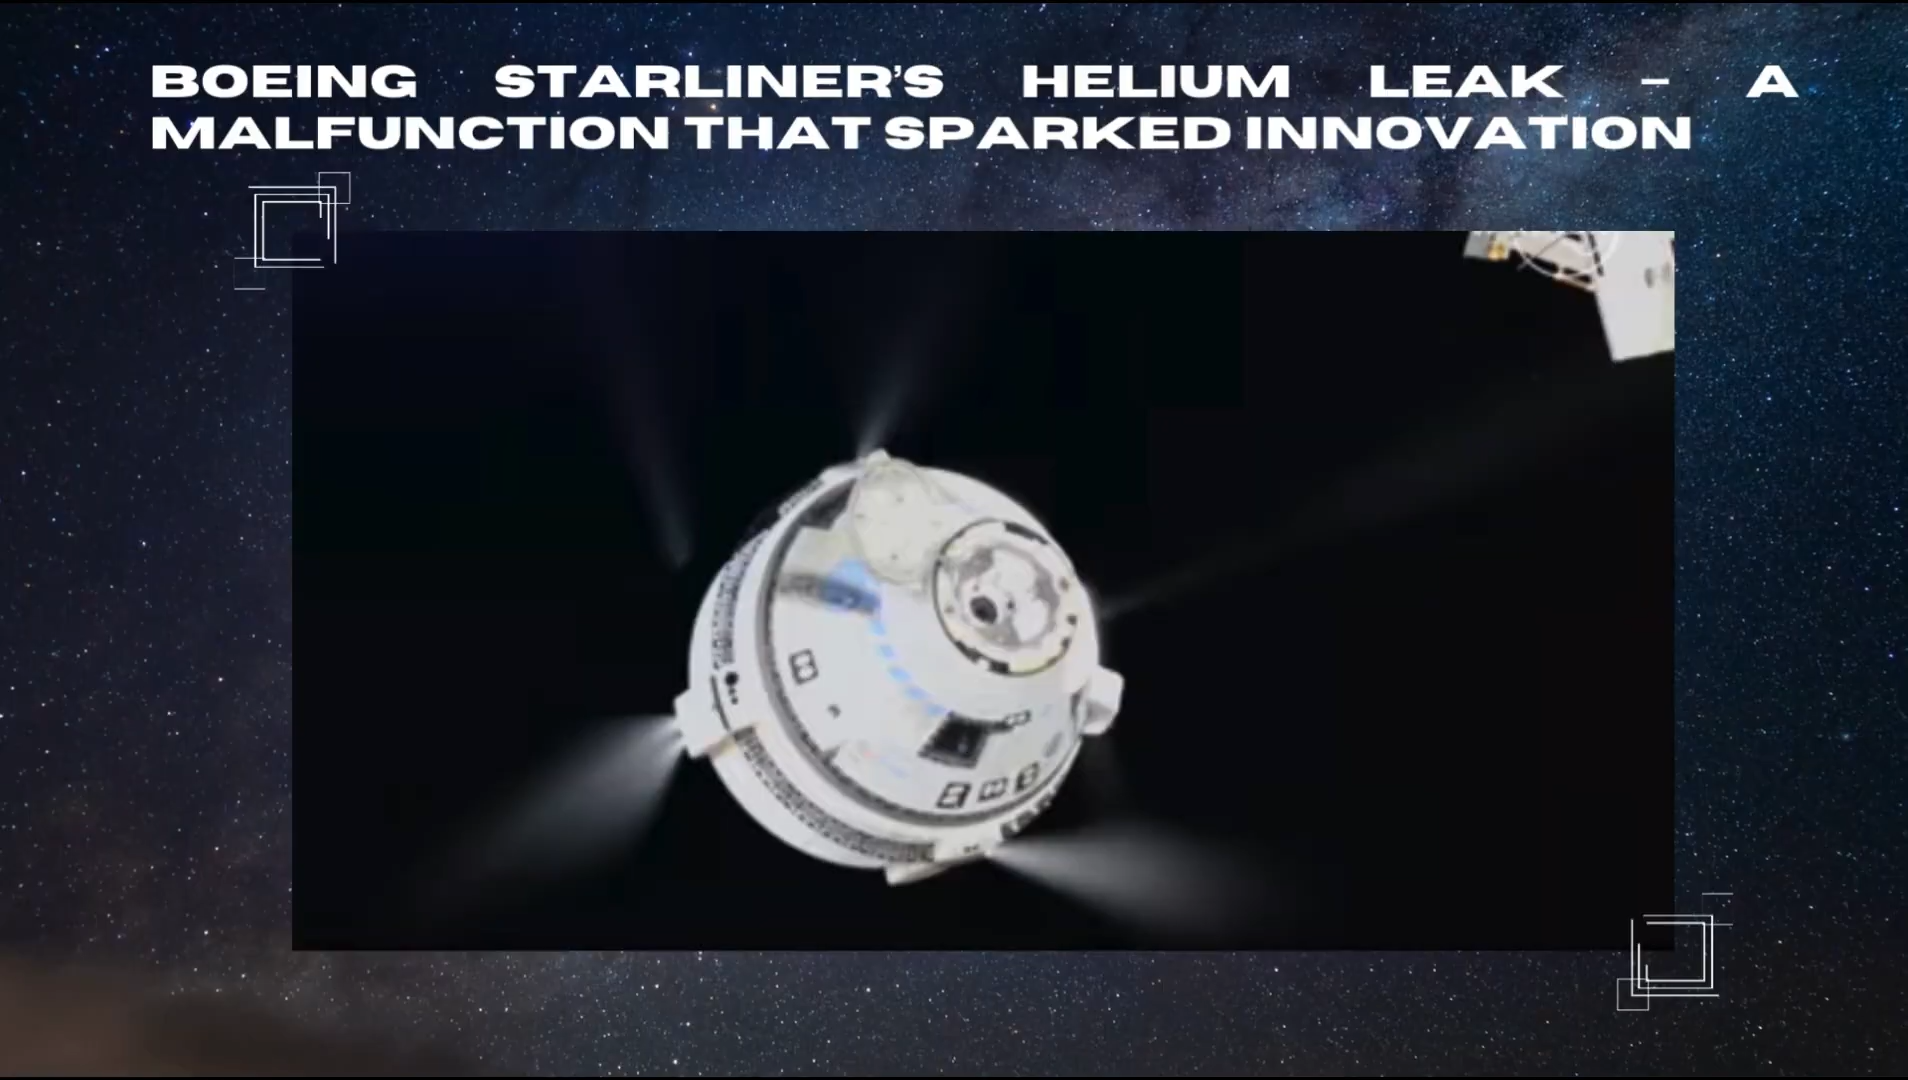 BOEING STARLINER'S HELIUM LEAK – A
MALFUNCTION THAT SPARKED INNOVATION